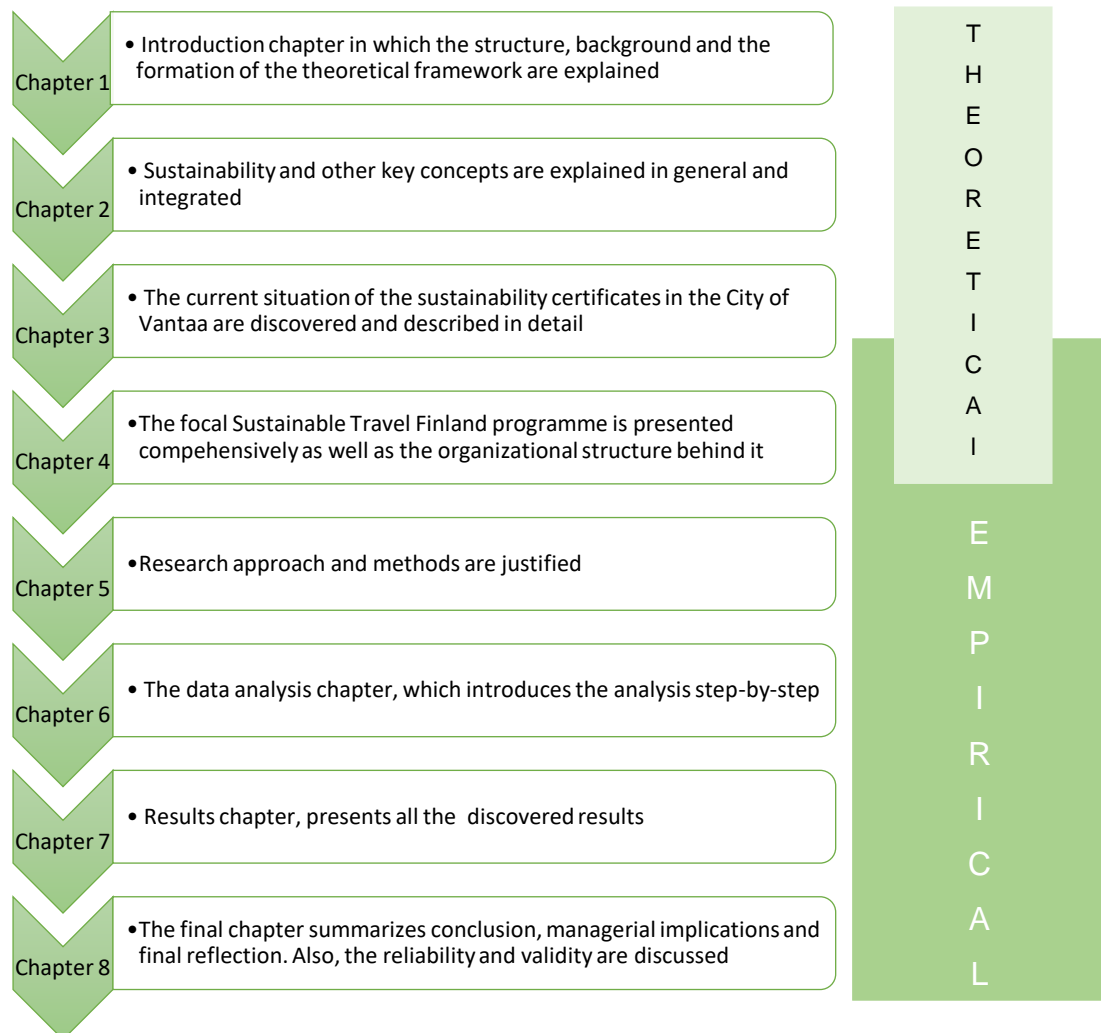 Chapter 1
• Introduction chapter in which the structure, background and the
formation of the theoretical framework are explained
Chapter 2
• Sustainability and other key concepts are explained in general and
integrated
Chapter 3
• The current situation of the sustainability certificates in the City of
Vantaa are discovered and described in detail
Chapter 4
•The focal Sustainable Travel Finland programme is presented
compehensively as well as the organizational structure behind it
Chapter 5
•Research approach and methods are justified
Chapter 6
• The data analysis chapter, which introduces the analysis step-by-step
Chapter 7
• Results chapter, presents all the discovered results
Chapter 8
•The final chapter summarizes conclusion, managerial implications and
final reflection. Also, the reliability and validity are discussed
T
H
E
O
R
E
T
I
C
A
l
E
M
P
I
R
I
C
A
L